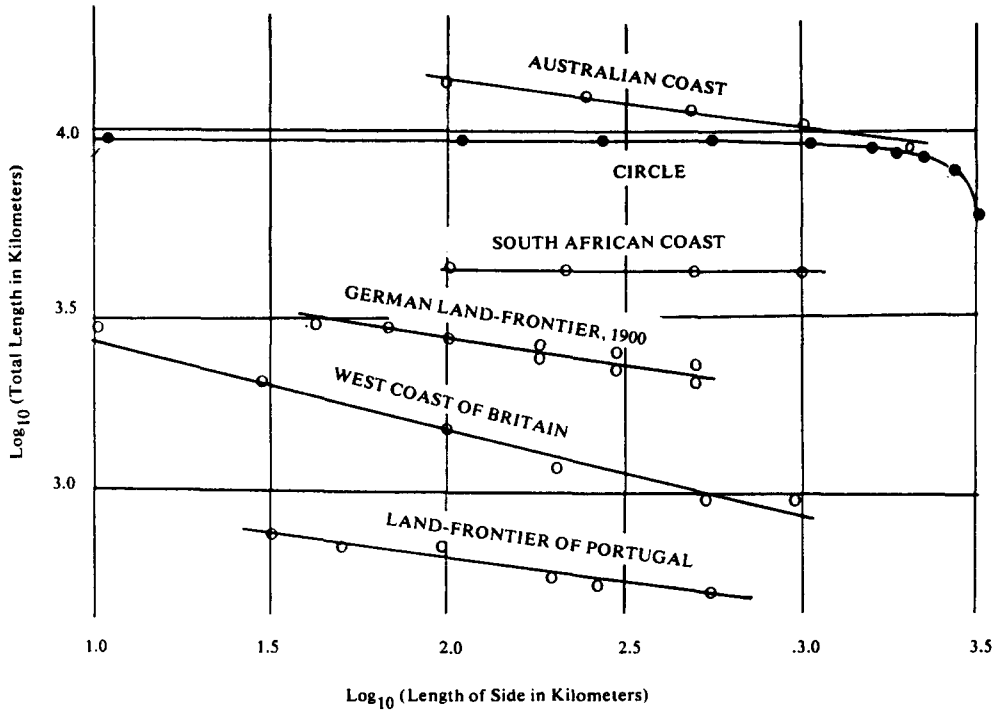 AUSTRALIAN COAST
4.0
CIRCLE
SOUTH AFRICAN COAST
GERMAN LAND-FRONTIER, 1900
3.5
WEST COAST OF BRITAIN
3.0
LAND-FRONTIER OF PORTUGAL
Log10 (Total Length in Kilometers)
1.0 1.5 2.0 2.5 .3.0 3.5
Log10 (Length of Side in Kilometers)